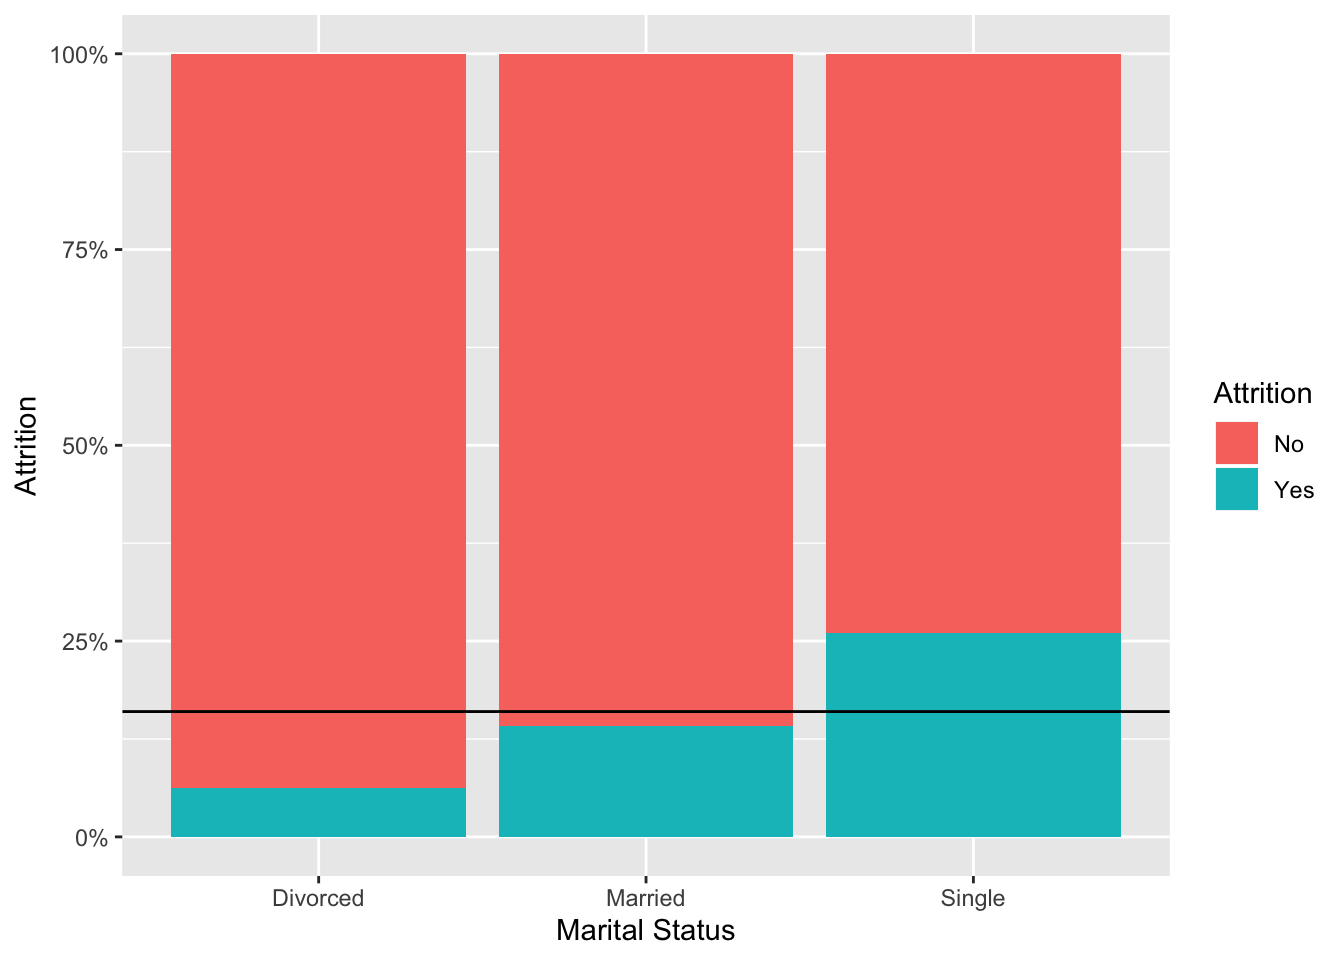 100%
75%
50%
25%
0%
Attrition
Divorced
Married
Single
Marital Status
Attrition
No
Yes